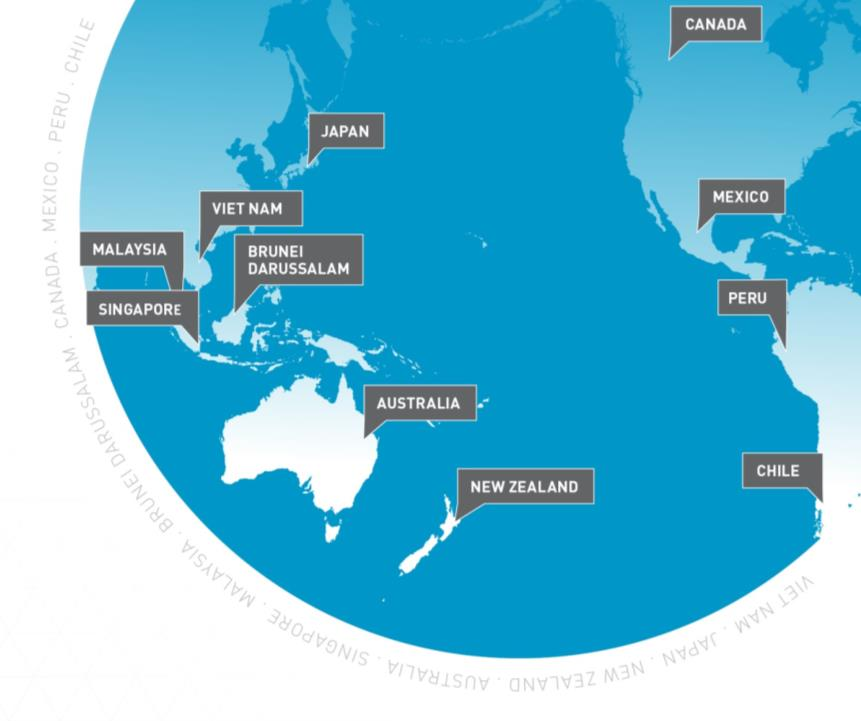 CANADA
JAPAN
MEXICO
VIET NAM
MALAYSIA
BRUNEI
DARUSSALAM
PERU
SINGAPORE
AUSTRALIA
CHILE
NEW ZEALAND
VIET NAM . JAPAN . NEW ZEALAND . AUSTRALIA . SINGAPORE . MALAYSIA . BRUNEI DARUSSALAM . CANADA . MEXICO . PERU . CHILE